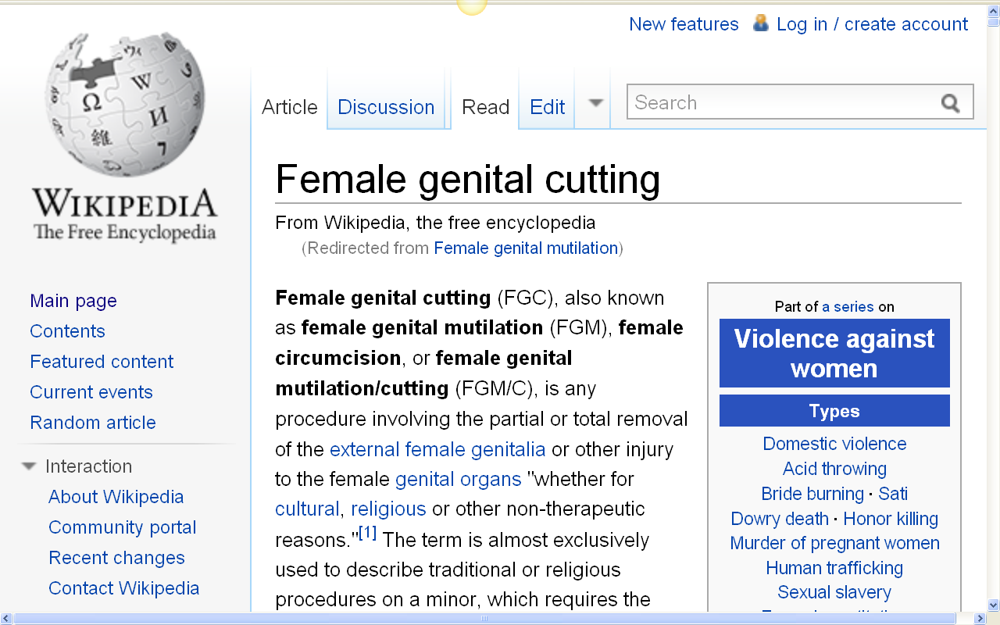 New features Log in / create account
WIKIPEDIA
The Free Encyclopedia
Article Discussion Read Edit Search
Main page
Contents
Featured content
Current events
Random article
Interaction
About Wikipedia
Community portal
Recent changes
Contact Wikipedia
Female genital cutting
From Wikipedia, the free encyclopedia
(Redirected from Female genital mutilation)
Female genital cutting (FGC), also known
as female genital mutilation (FGM), female
circumcision, or female genital
mutilation/cutting (FGM/C), is any
procedure involving the partial or total removal
of the external female genitalia or other injury
to the female genital organs "whether for
cultural, religious or other non-therapeutic
reasons."[1] The term is almost exclusively
used to describe traditional or religious
procedures on a minor, which requires the
Part of a series on
Violence against
women
Types
Domestic violence
Acid throwing
Bride burning · Sati
Dowry death · Honor killing
Murder of pregnant women
Human trafficking
Sexual slavery